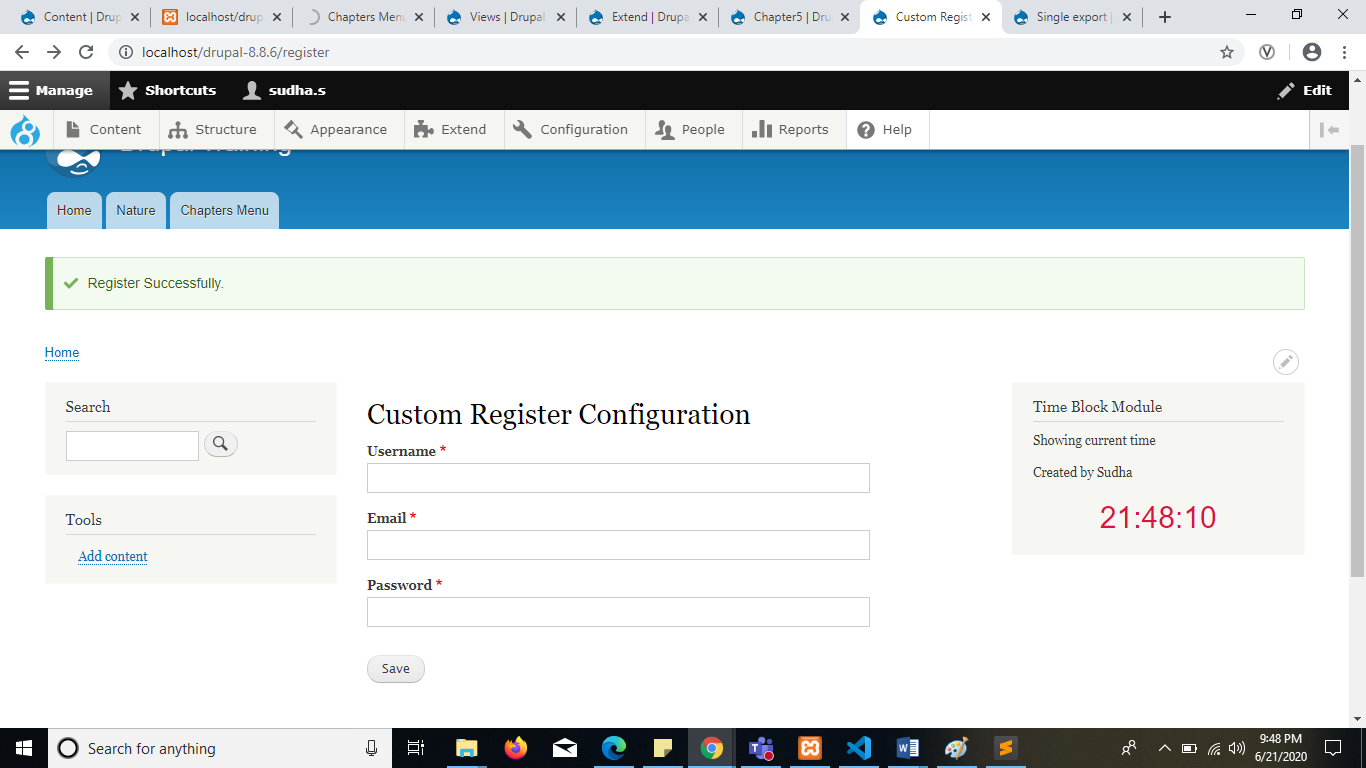 Content | Drup
localhost/drup
Chapters Menu
Views | Drupal
Extend | Drupa
Chapter5 | Dru
Custom Regist
Single export |
localhost/drupal-8.8.6/register
Manage
Shortcuts
sudha.s
Edit
Content
Structure
Appearance
Extend
Configuration
People
Reports
Help
Drupal Training
Home
Nature
Chapters Menu
Register Successfully.
Home
Search
Tools
Add content
Custom Register Configuration
Username *
Email *
Password *
Save
Time Block Module
Showing current time
Created by Sudha
21:48:10
Search for anything
9:48 PM
6/21/2020